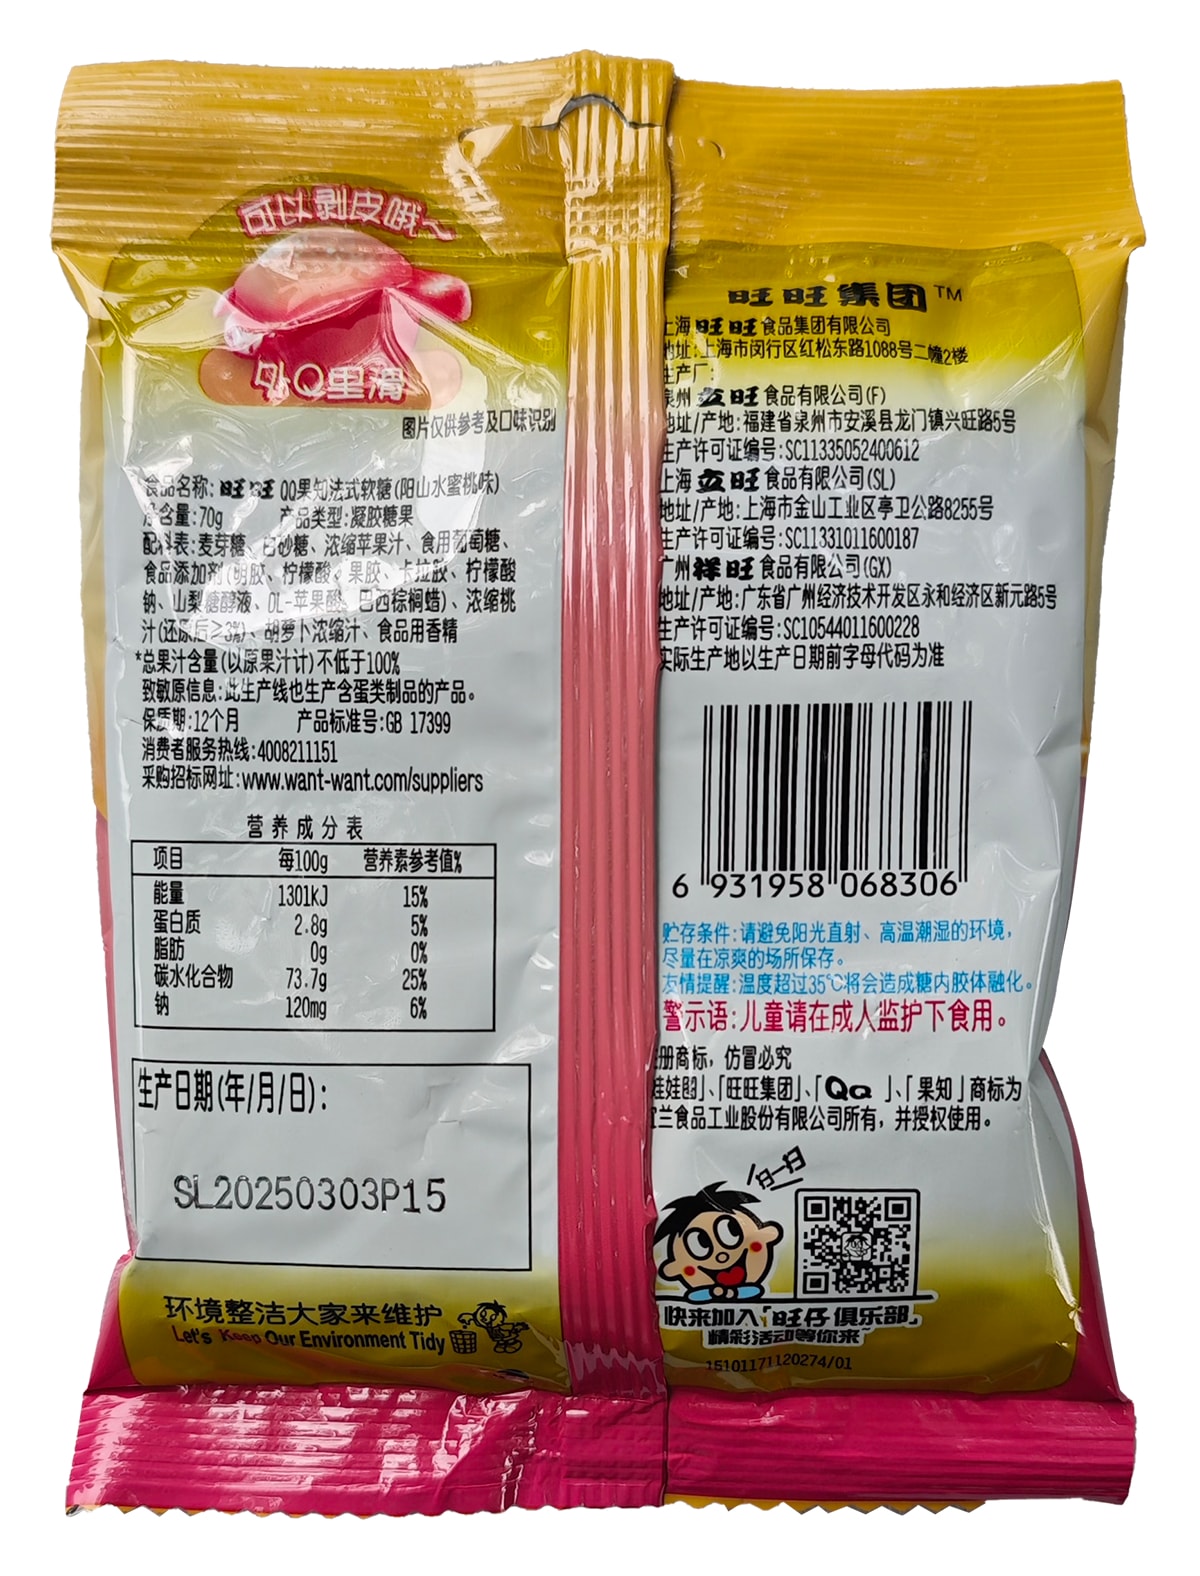 可以剥皮哦～
外Q里滑
图片仅供参考及口味识别
食品名称:旺旺 QQ果知法式软糖(阳山水蜜桃味)
净含量:70g 产品类型:凝胶糖果
配料表:麦芽糖、白砂糖、浓缩苹果汁、食用葡萄糖、
食品添加剂(明胶、柠檬酸、果胶、卡拉胶、柠檬酸
钠、山梨糖醇液、DL-苹果酸、巴西棕榈蜡)、浓缩桃
汁(还原后≥3%)、胡萝卜浓缩汁、食品用香精
*总果汁含量(以原果汁计)不低于100%
致敏原信息:此生产线也生产含蛋类制品的产品。
保质期:12个月 产品标准号:GB 17399
消费者服务热线:4008211151
采购招标网址:www.want-want.com/suppliers
营养成分表
项目 每100g 营养素参考值%
能量 1301kJ 15%
蛋白质 2.8g 5%
脂肪 0g 0%
碳水化合物 73.7g 25%
钠 120mg 6%
生产日期(年/月/日):
SL20250303P15
环境整洁大家来维护
Let's Keep Our Environment Tidy
旺旺集团TM
上海旺旺食品集团有限公司
地址:上海市闵行区红松东路1088号二幢2楼
生产厂:
泉州立旺食品有限公司(F)
地址/产地:福建省泉州市安溪县龙门镇兴旺路5号
生产许可证编号:SC11335052400612
上海立旺食品有限公司(SL)
地址/产地:上海市金山工业区亭卫公路8255号
生产许可证编号:SC11331011600187
广州祥旺食品有限公司(GX)
地址/产地:广东省广州经济技术开发区永和经济区新元路5号
生产许可证编号:SC10544011600228
实际生产地以生产日期前字母代码为准
6 931958 068306
贮存条件:请避免阳光直射、高温潮湿的环境,
尽量在凉爽的场所保存。
友情提醒:温度超过35℃将会造成糖内胶体融化。
警示语:儿童请在成人监护下食用。
册商标，仿冒必究
娃娃图」、「旺旺集团」、「QQ」、「果知」商标为
宜兰食品工业股份有限公司所有，并授权使用。
扫一扫
快来加入「旺仔俱乐部」
精彩活动等你来
15101171120274/01